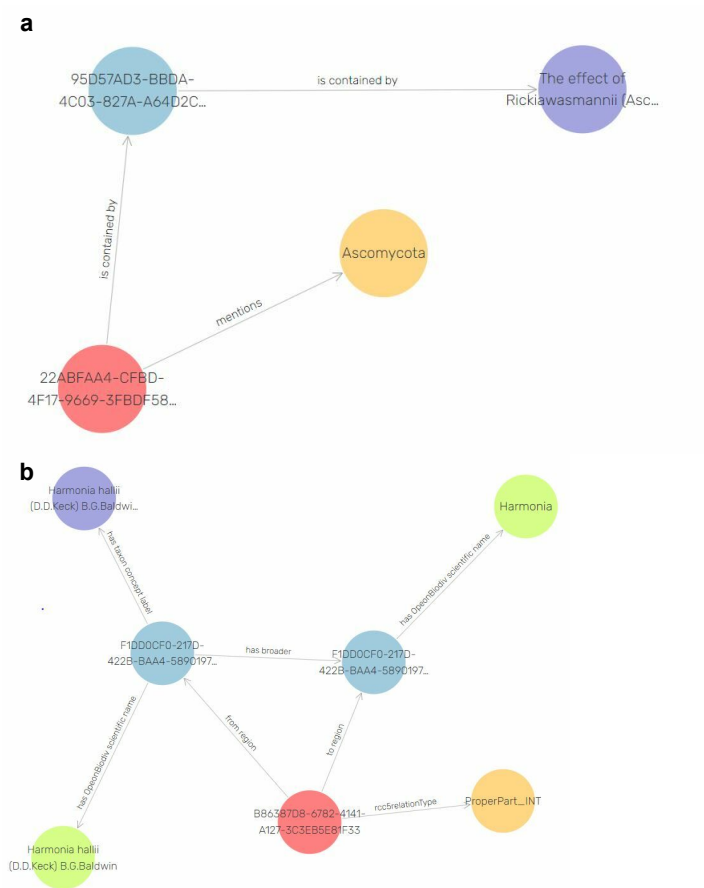 a
95D57AD3-BBDA-
4C03-827A-A64D2C...
is contained by
The effect of
Rickiawasmannii (Asc...
is contained by
Ascomycota
mentions
22ABFAA4-CFBD-
4F17-9669-3FBDF58...
b
Harmonia hallii
(D.D.Keck) B.G.Baldwi...
Harmonia
has taxon concept label
has OpeonBiodiv scientific name
F1DD0CF0-217D-
422B-BAA4-5890197...
has broader
F1DD0CF0-217D-
422B-BAA4-5890197...
from region
to region
has OpeonBiodiv scientific name
B86387D8-6782-4141-
A127-3C3EB5E81F33
rcc5relationType
ProperPart_INT
Harmonia hallii
(D.D.Keck) B.G.Baldwin